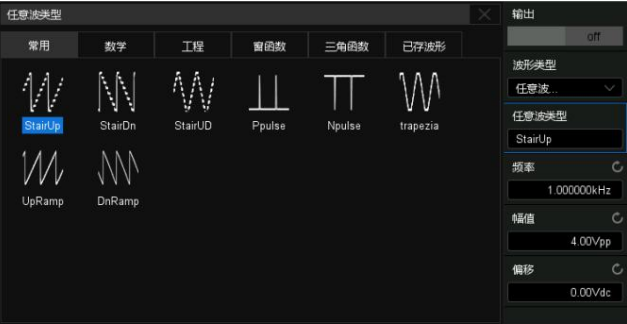 任意波类型
常用 数学 工程 窗函数 三角函数 已存波形
StairUp StairDn StairUD Ppulse Npulse trapezia
UpRamp DnRamp
输出
off
波形类型
任意波...
任意波类型
StairUp
频率
1.000000kHz
幅值
4.00Vpp
偏移
0.00Vdc